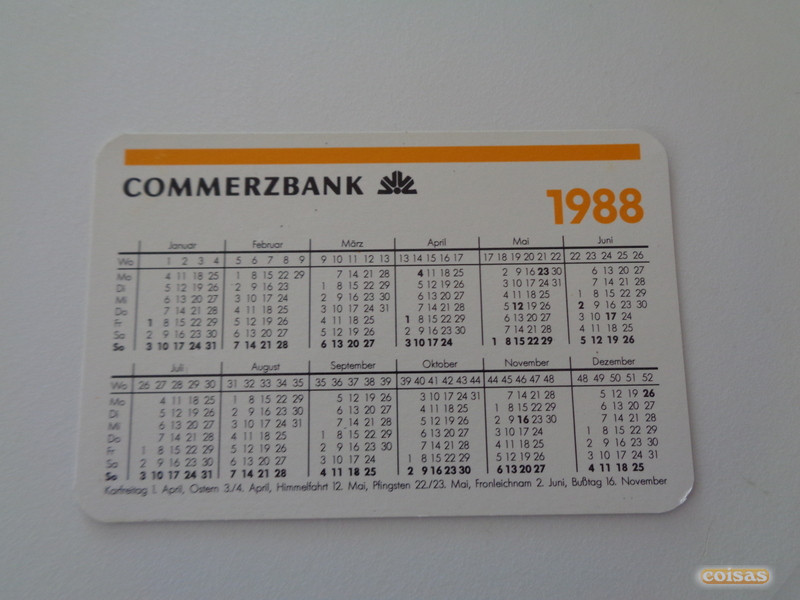 COMMERZBANK
1988
Januar Februar März April Mai Juni
Wo 1 2 3 4 5 6 7 8 9 9 10 11 12 13 13 14 15 16 17 17 18 19 20 21 22 22 23 24 25 26
Mo 4 11 18 25 1 8 15 22 29 7 14 21 28 4 11 18 25 2 9 16 23 30 6 13 20 27
Di 5 12 19 26 2 9 16 23 1 8 15 22 29 5 12 19 26 3 10 17 24 31 7 14 21 28
Mi 6 13 20 27 3 10 17 24 2 9 16 23 30 6 13 20 27 4 11 18 25 1 8 15 22 29
Do 7 14 21 28 4 11 18 25 3 10 17 24 31 7 14 21 28 5 12 19 26 2 9 16 23 30
Fr 1 8 15 22 29 5 12 19 26 4 11 18 25 1 8 15 22 29 6 13 20 27 3 10 17 24
Sa 2 9 16 23 30 6 13 20 27 5 12 19 26 2 9 16 23 30 7 14 21 28 4 11 18 25
So 3 10 17 24 31 7 14 21 28 6 13 20 27 3 10 17 24 1 8 15 22 29 5 12 19 26
Juli August September Oktober November Dezember
Wo 26 27 28 29 30 31 32 33 34 35 35 36 37 38 39 39 40 41 42 43 44 44 45 46 47 48 48 49 50 51 52
Mo 4 11 18 25 1 8 15 22 29 5 12 19 26 3 10 17 24 31 7 14 21 28 5 12 19 26
Di 5 12 19 26 2 9 16 23 30 6 13 20 27 4 11 18 25 1 8 15 22 29 6 13 20 27
Mi 6 13 20 27 3 10 17 24 31 7 14 21 28 5 12 19 26 2 9 16 23 30 7 14 21 28
Do 7 14 21 28 4 11 18 25 1 8 15 22 29 6 13 20 27 3 10 17 24 1 8 15 22 29
Fr 1 8 15 22 29 5 12 19 26 2 9 16 23 30 7 14 21 28 4 11 18 25 2 9 16 23 30
Sa 2 9 16 23 30 6 13 20 27 3 10 17 24 1 8 15 22 29 5 12 19 26 3 10 17 24 31
So 3 10 17 24 31 7 14 21 28 4 11 18 25 2 9 16 23 30 6 13 20 27 4 11 18 25
Karfreitag 1. April, Ostern 3./4. April, Himmelfahrt 12. Mai, Pfingsten 22./23. Mai, Fronleichnam 2. Juni, Bußtag 16. November
coisas